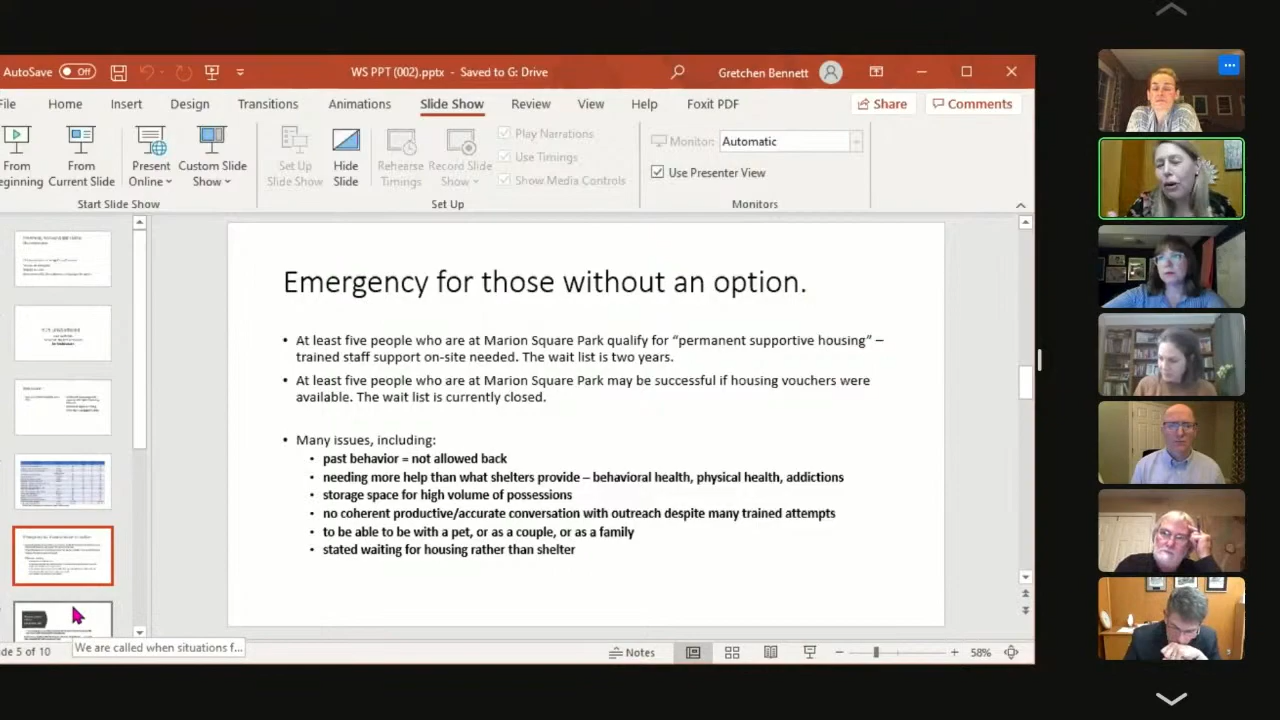 AutoSave Off WS PPT (002).pptx - Saved to G: Drive Gretchen Bennett
File Home Insert Design Transitions Animations Slide Show Review View Help Foxit PDF Share Comments
From Beginning
From Current Slide
Present Online
Custom Slide Show
Set Up Slide Show
Hide Slide
Rehearse Timings
Record Slide Show
Play Narrations
Use Timings
Show Media Controls
Monitor: Automatic
Use Presenter View
Start Slide Show Set Up Monitors
Emergency for those without an option.
• At least five people who are at Marion Square Park qualify for “permanent supportive housing” –
trained staff support on-site needed. The wait list is two years.
• At least five people who are at Marion Square Park may be successful if housing vouchers were
available. The wait list is currently closed.
• Many issues, including:
• past behavior = not allowed back
• needing more help than what shelters provide – behavioral health, physical health, addictions
• storage space for high volume of possessions
• no coherent productive/accurate conversation with outreach despite many trained attempts
• to be able to be with a pet, or as a couple, or as a family
• stated waiting for housing rather than shelter
We are called when situations f...
de 5 of 10 Notes 58%